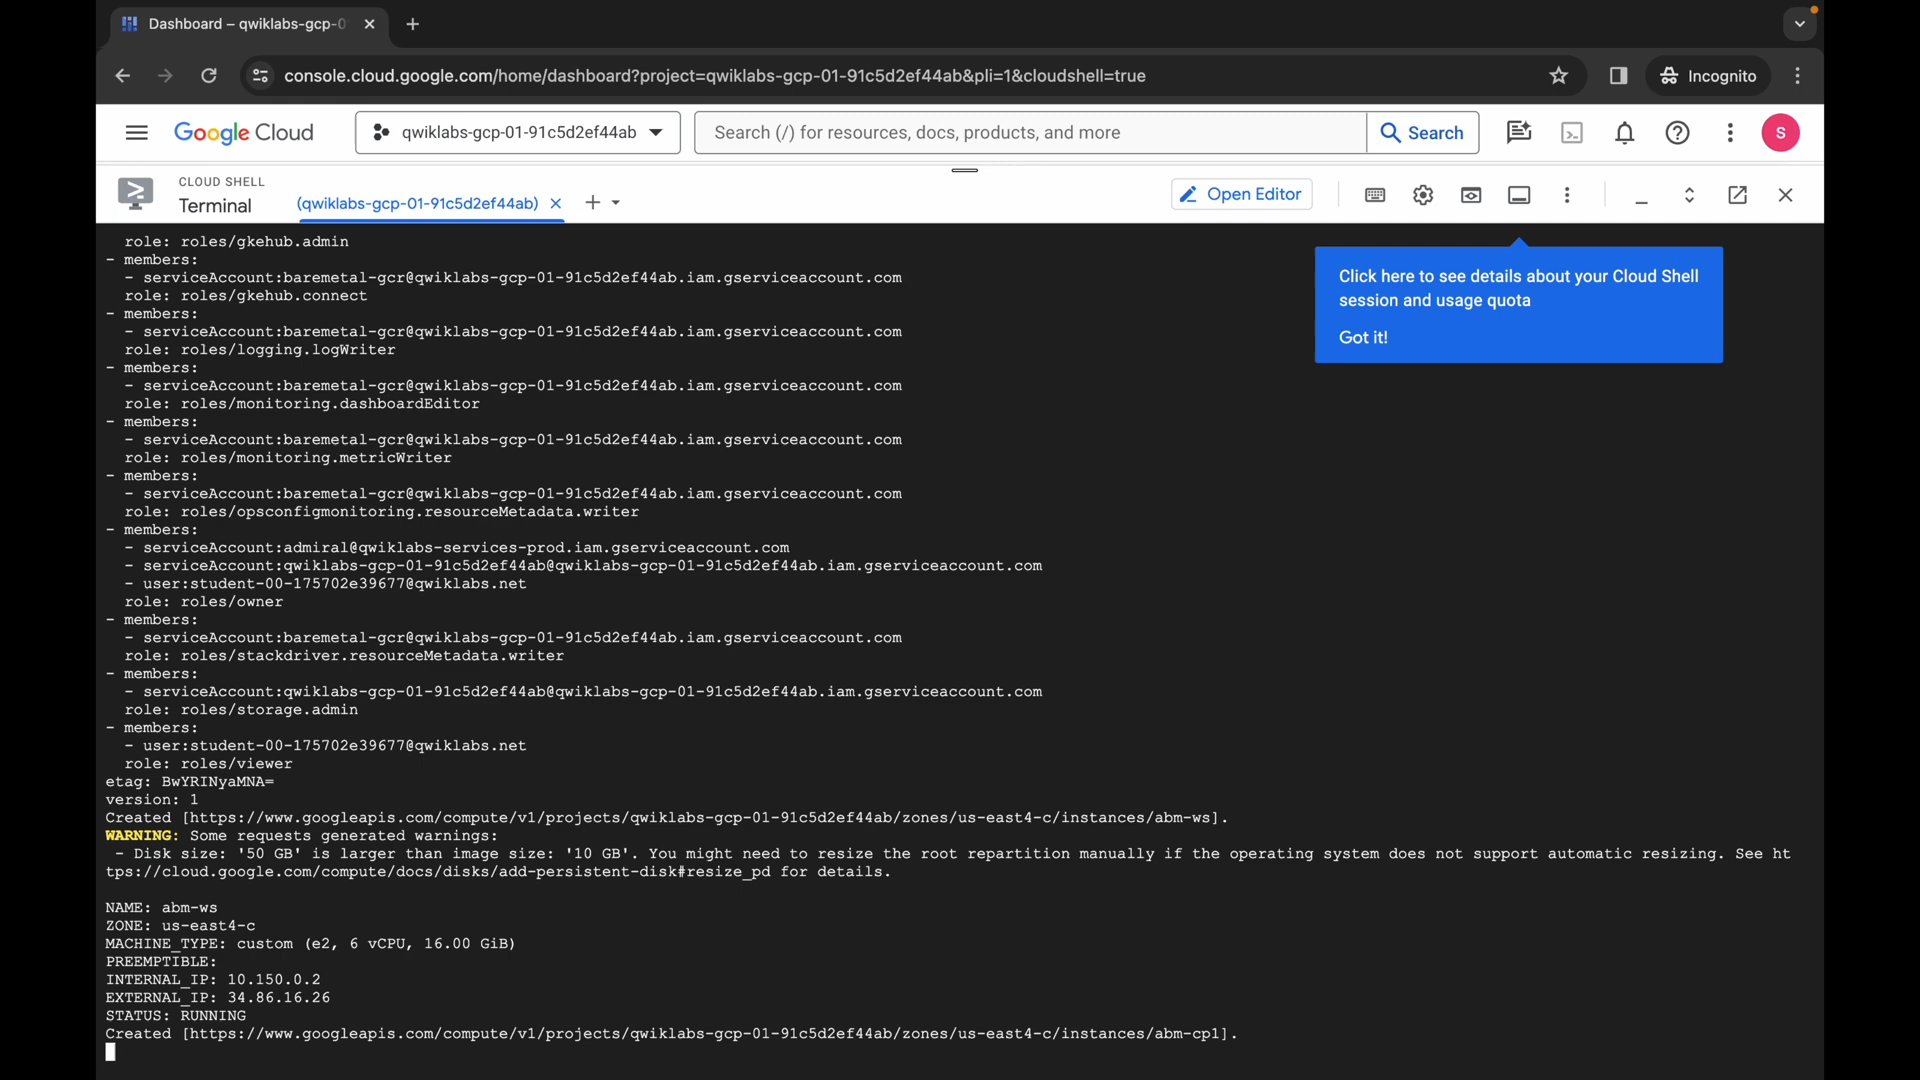 Dashboard – qwiklabs-gcp-0
console.cloud.google.com/home/dashboard?project=qwiklabs-gcp-01-91c5d2ef44ab&pli=1&cloudshell=true
Incognito
Google Cloud
qwiklabs-gcp-01-91c5d2ef44ab
Search (/) for resources, docs, products, and more
Search
S
CLOUD SHELL
Terminal
(qwiklabs-gcp-01-91c5d2ef44ab)
Open Editor
Click here to see details about your Cloud Shell
session and usage quota
Got it!
role: roles/gkehub.admin
- members:
- serviceAccount:baremetal-gcr@qwiklabs-gcp-01-91c5d2ef44ab.iam.gserviceaccount.com
role: roles/gkehub.connect
- members:
- serviceAccount:baremetal-gcr@qwiklabs-gcp-01-91c5d2ef44ab.iam.gserviceaccount.com
role: roles/logging.logWriter
- members:
- serviceAccount:baremetal-gcr@qwiklabs-gcp-01-91c5d2ef44ab.iam.gserviceaccount.com
role: roles/monitoring.dashboardEditor
- members:
- serviceAccount:baremetal-gcr@qwiklabs-gcp-01-91c5d2ef44ab.iam.gserviceaccount.com
role: roles/monitoring.metricWriter
- members:
- serviceAccount:baremetal-gcr@qwiklabs-gcp-01-91c5d2ef44ab.iam.gserviceaccount.com
role: roles/opsconfigmonitoring.resourceMetadata.writer
- members:
- serviceAccount:admiral@qwiklabs-services-prod.iam.gserviceaccount.com
- serviceAccount:qwiklabs-gcp-01-91c5d2ef44ab@qwiklabs-gcp-01-91c5d2ef44ab.iam.gserviceaccount.com
- user:student-00-175702e39677@qwiklabs.net
role: roles/owner
- members:
- serviceAccount:baremetal-gcr@qwiklabs-gcp-01-91c5d2ef44ab.iam.gserviceaccount.com
role: roles/stackdriver.resourceMetadata.writer
- members:
- serviceAccount:qwiklabs-gcp-01-91c5d2ef44ab@qwiklabs-gcp-01-91c5d2ef44ab.iam.gserviceaccount.com
role: roles/storage.admin
- members:
- user:student-00-175702e39677@qwiklabs.net
role: roles/viewer
etag: BwYRINyaMNA=
version: 1
Created [https://www.googleapis.com/compute/v1/projects/qwiklabs-gcp-01-91c5d2ef44ab/zones/us-east4-c/instances/abm-ws].
WARNING: Some requests generated warnings:
- Disk size: '50 GB' is larger than image size: '10 GB'. You might need to resize the root repartition manually if the operating system does not support automatic resizing. See ht
tps://cloud.google.com/compute/docs/disks/add-persistent-disk#resize_pd for details.
NAME: abm-ws
ZONE: us-east4-c
MACHINE_TYPE: custom (e2, 6 vCPU, 16.00 GiB)
PREEMPTIBLE:
INTERNAL_IP: 10.150.0.2
EXTERNAL_IP: 34.86.16.26
STATUS: RUNNING
Created [https://www.googleapis.com/compute/v1/projects/qwiklabs-gcp-01-91c5d2ef44ab/zones/us-east4-c/instances/abm-cp1].